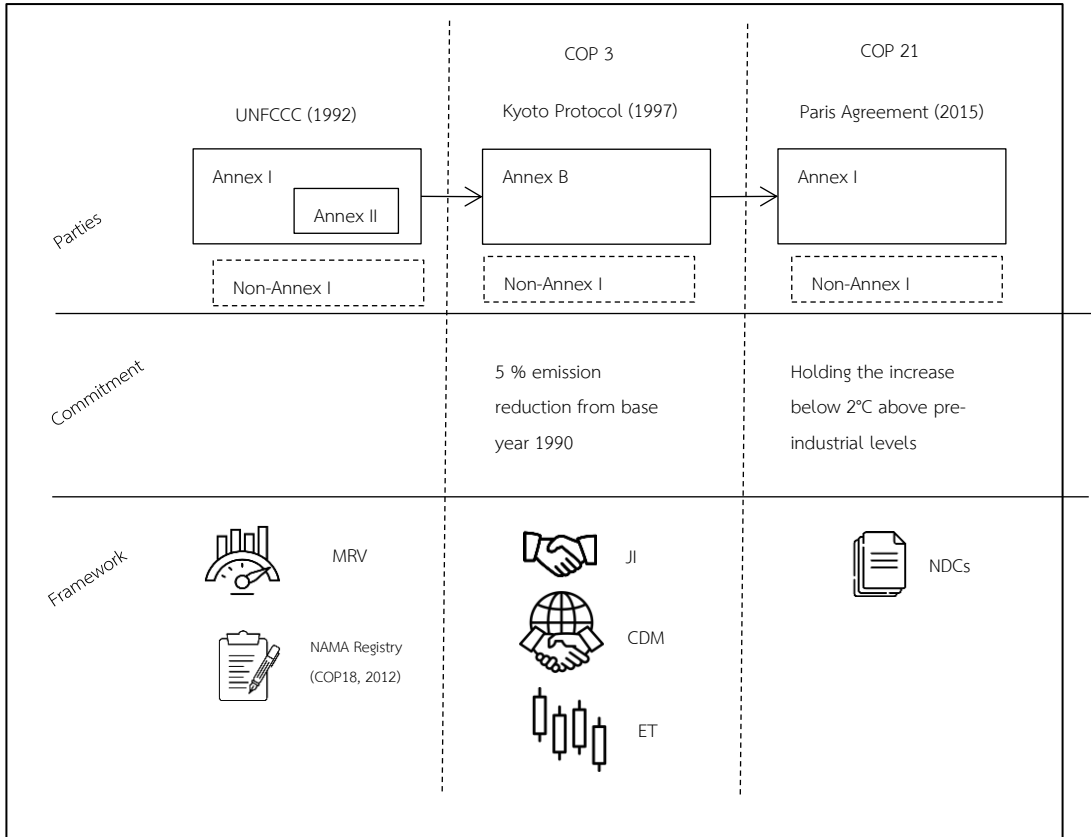 COP 3
COP 21
UNFCCC (1992)
Kyoto Protocol (1997)
Paris Agreement (2015)
Parties
Annex I
Annex II
Non-Annex I
Annex B
Non-Annex I
Annex I
Non-Annex I
Commitment
5 % emission
reduction from base
year 1990
Holding the increase
below 2°C above pre-
industrial levels
Framework
MRV
NAMA Registry
(COP18, 2012)
JI
CDM
ET
NDCs